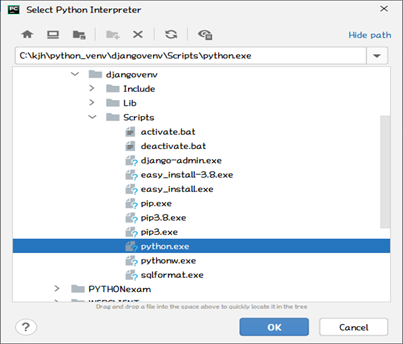 PC Select Python Interpreter
Hide path
C:\kjh\python_venv\djangovenv\Scripts\python.exe
djangovenv
Include
Lib
Scripts
activate.bat
deactivate.bat
django-admin.exe
easy_install-3.8.exe
easy_install.exe
pip.exe
pip3.8.exe
pip3.exe
python.exe
pythonw.exe
sqlformat.exe
PYTHONexam
Drag and drop a file into the space above to quickly locate it in the tree
?
OK
Cancel